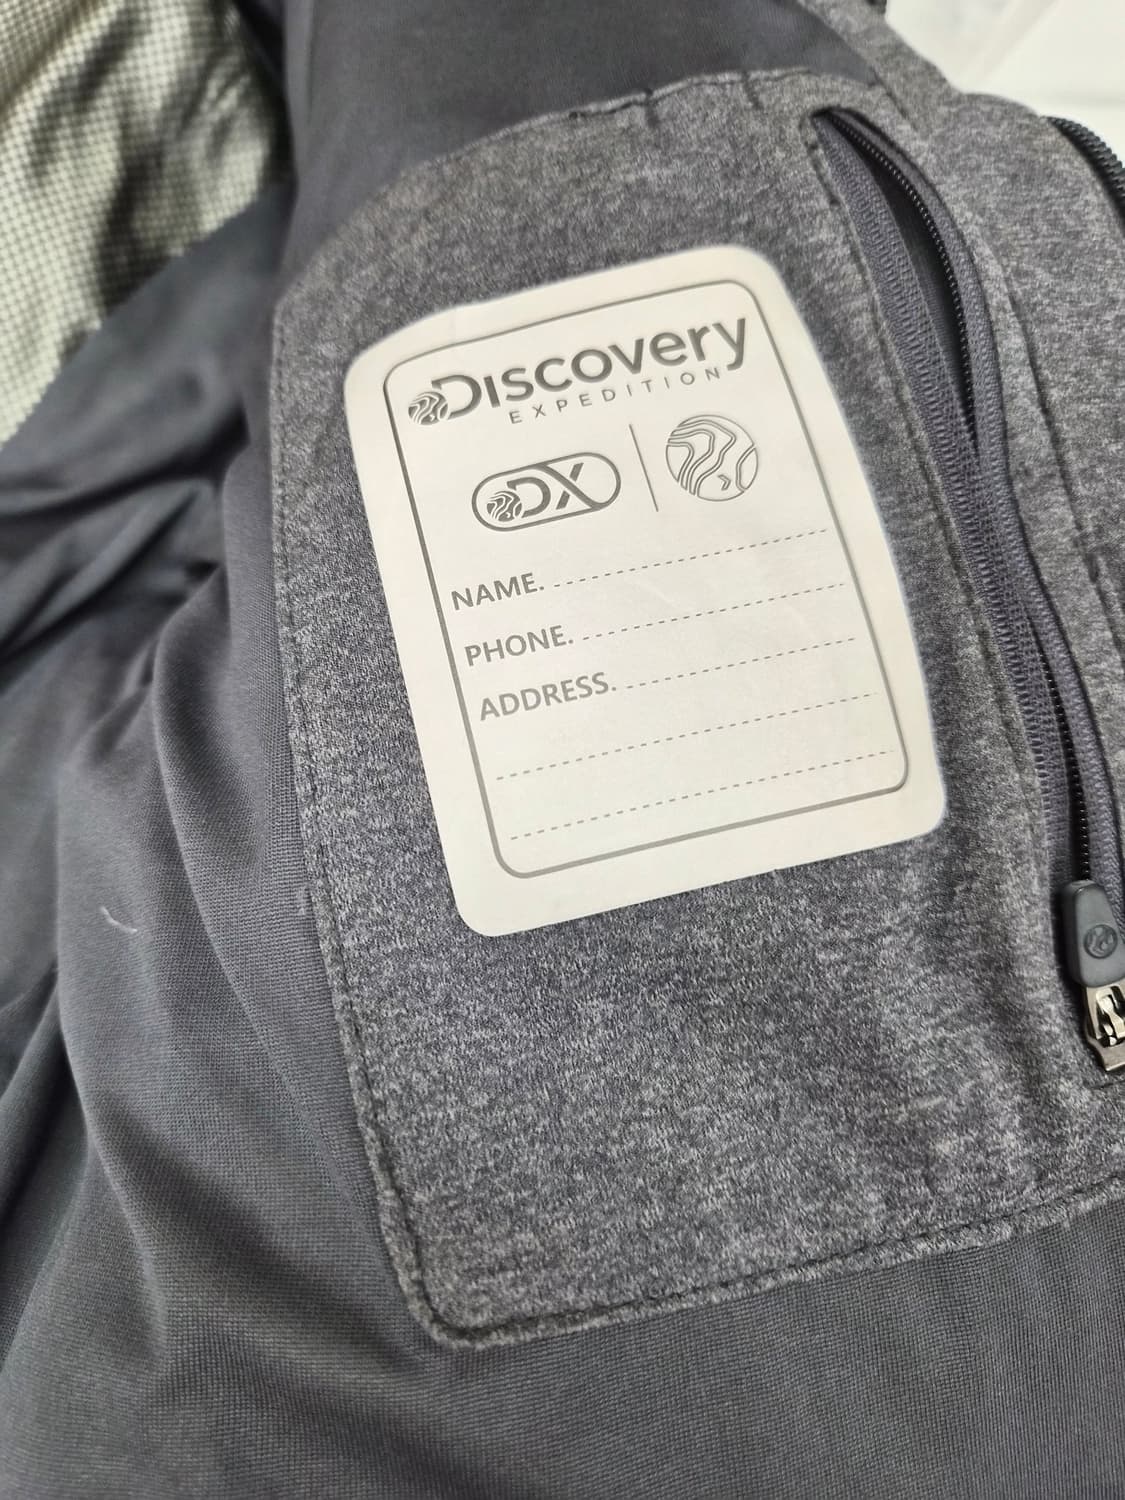 Discovery
EXPEDITION
DX
NAME.
PHONE.
ADDRESS.